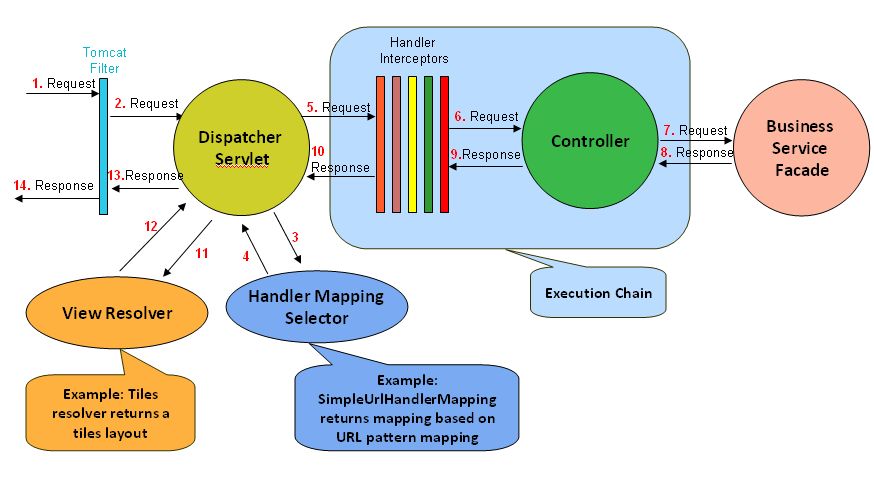 Tomcat
Filter
1. Request
2. Request
Dispatcher
Servlet
Handler
Interceptors
5. Request
6. Request
10
Response
9.Response
Controller
7. Request
8. Response
Business
Service
Facade
13.Response
14. Response
12
11
4
3
View Resolver
Handler Mapping
Selector
Execution Chain
Example: Tiles
resolver returns a
tiles layout
Example:
SimpleUrlHandlerMapping
returns mapping based on
URL pattern mapping